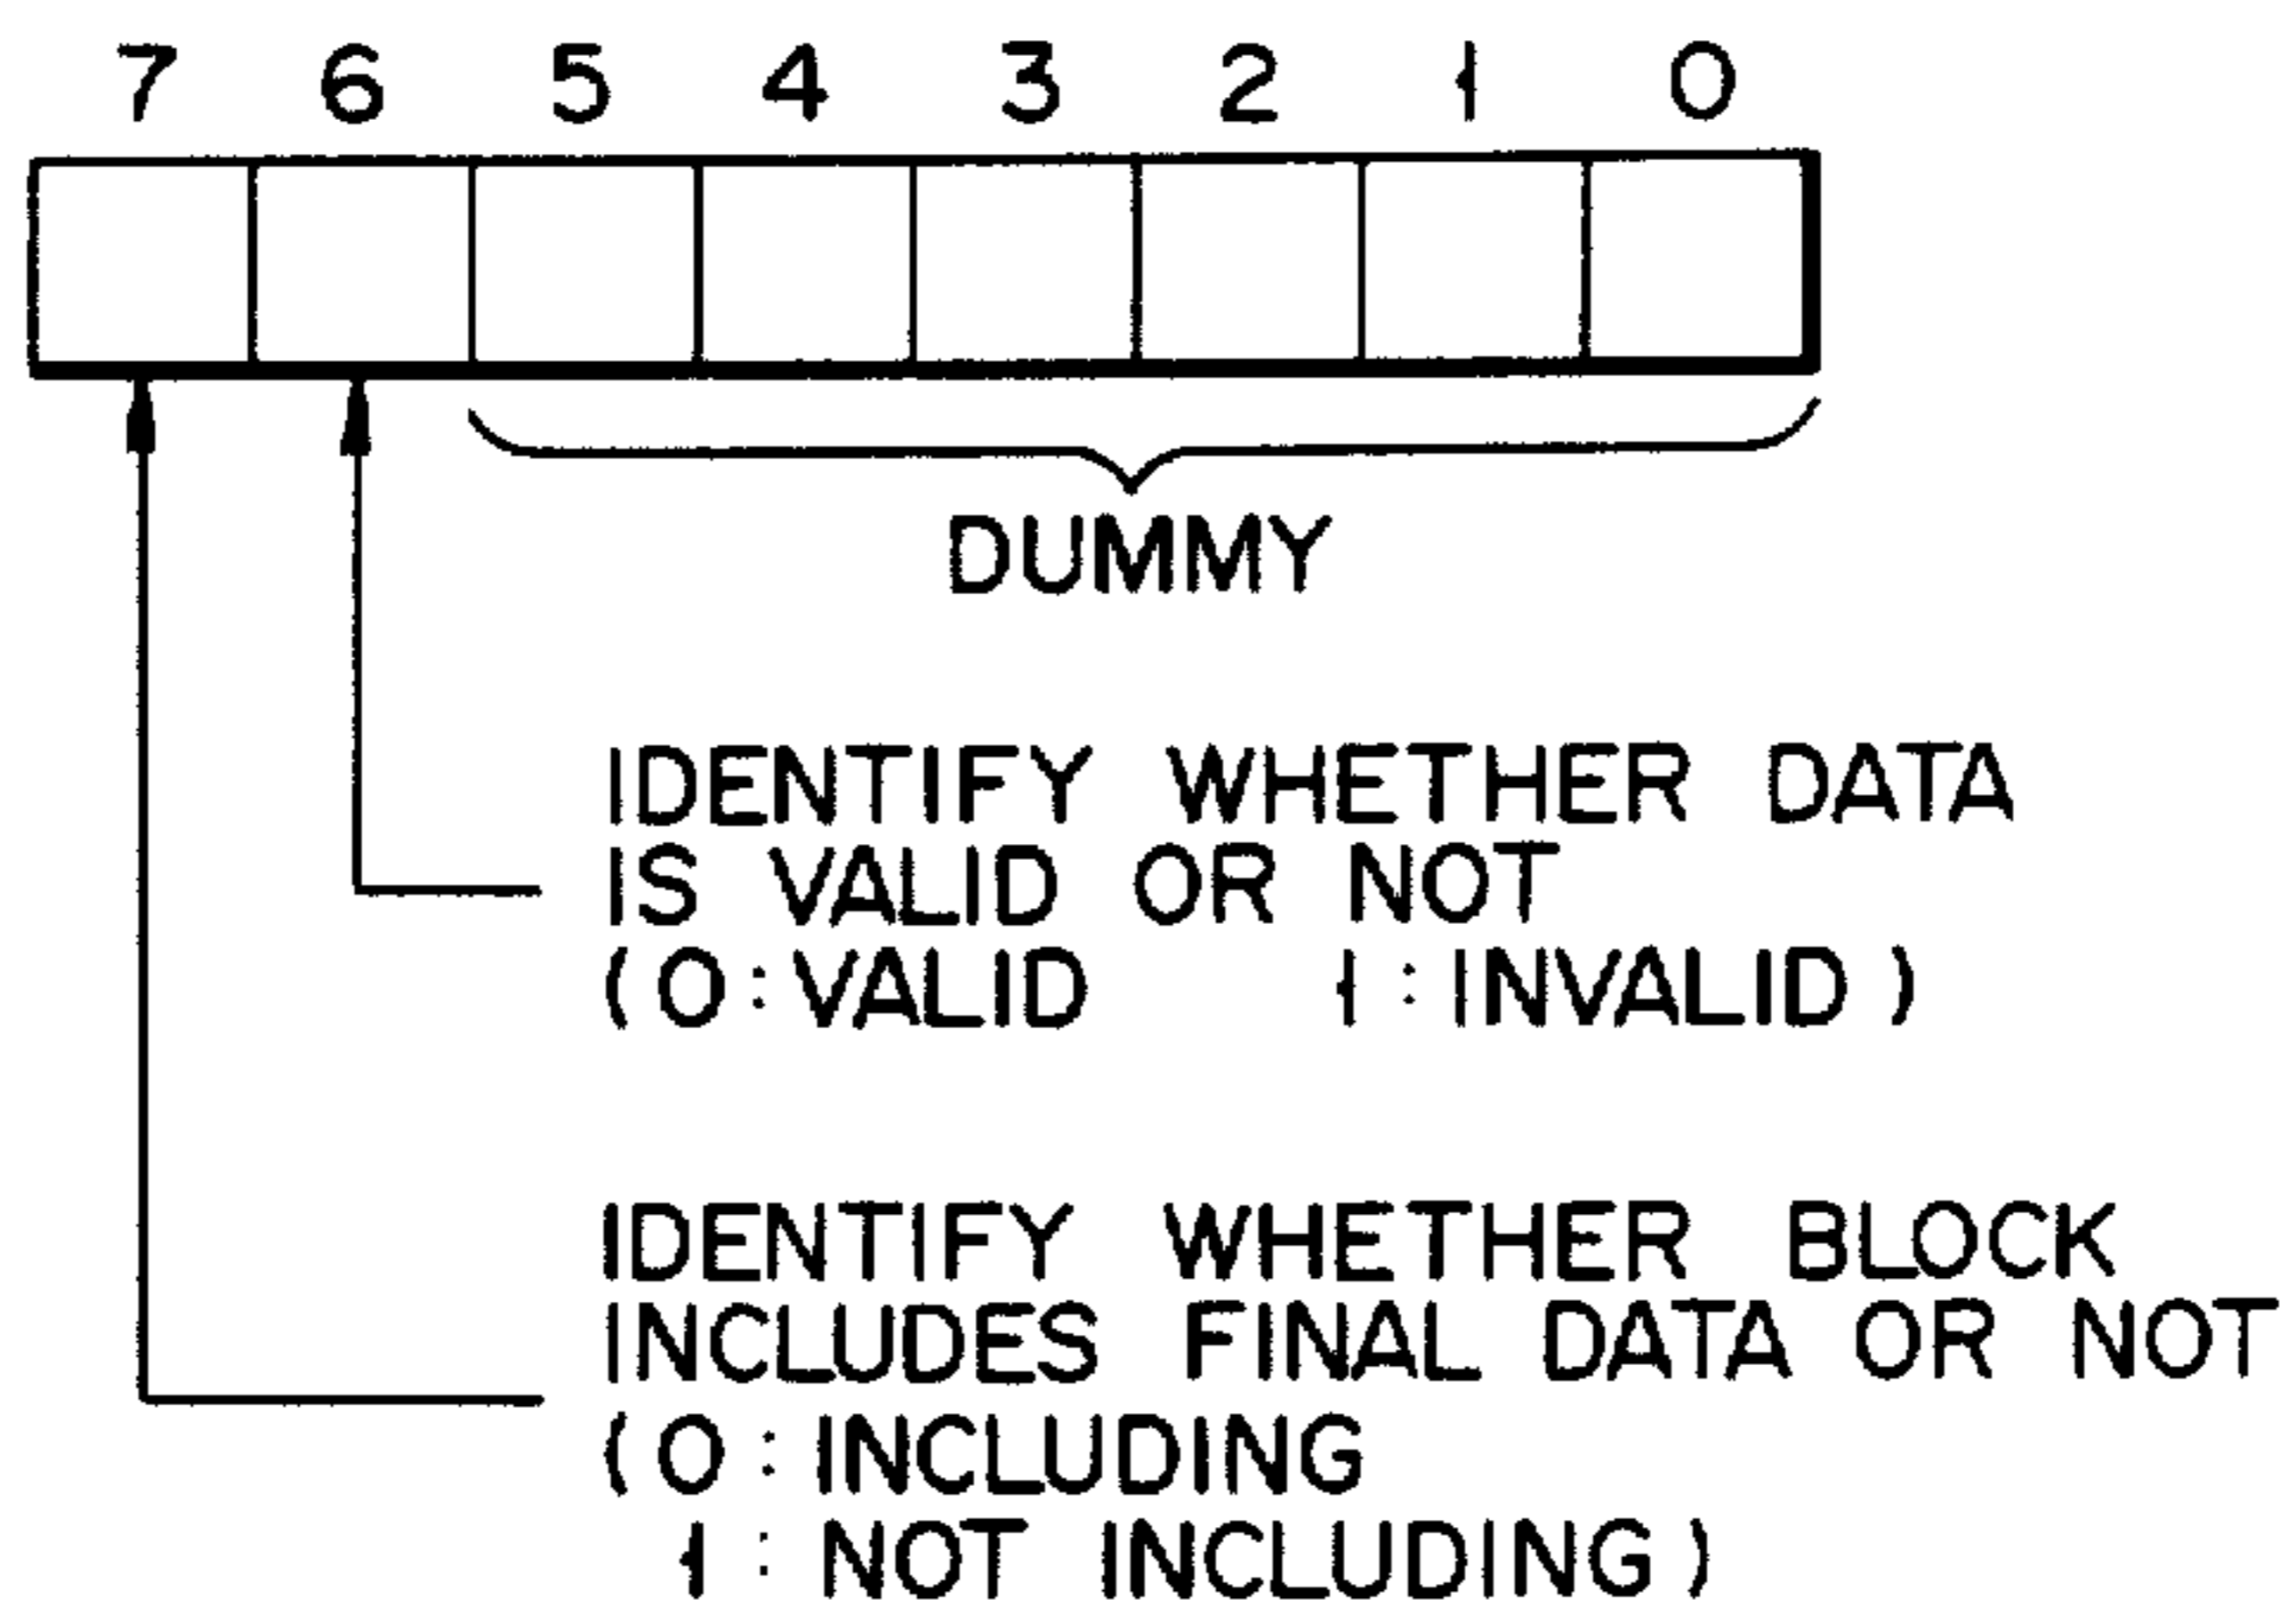 7 6 5 4 3 2 1 0
DUMMY
IDENTIFY WHETHER DATA
IS VALID OR NOT
(0:VALID 1:INVALID)
IDENTIFY WHETHER BLOCK
INCLUDES FINAL DATA OR NOT
(0:INCLUDING
1:NOT INCLUDING)